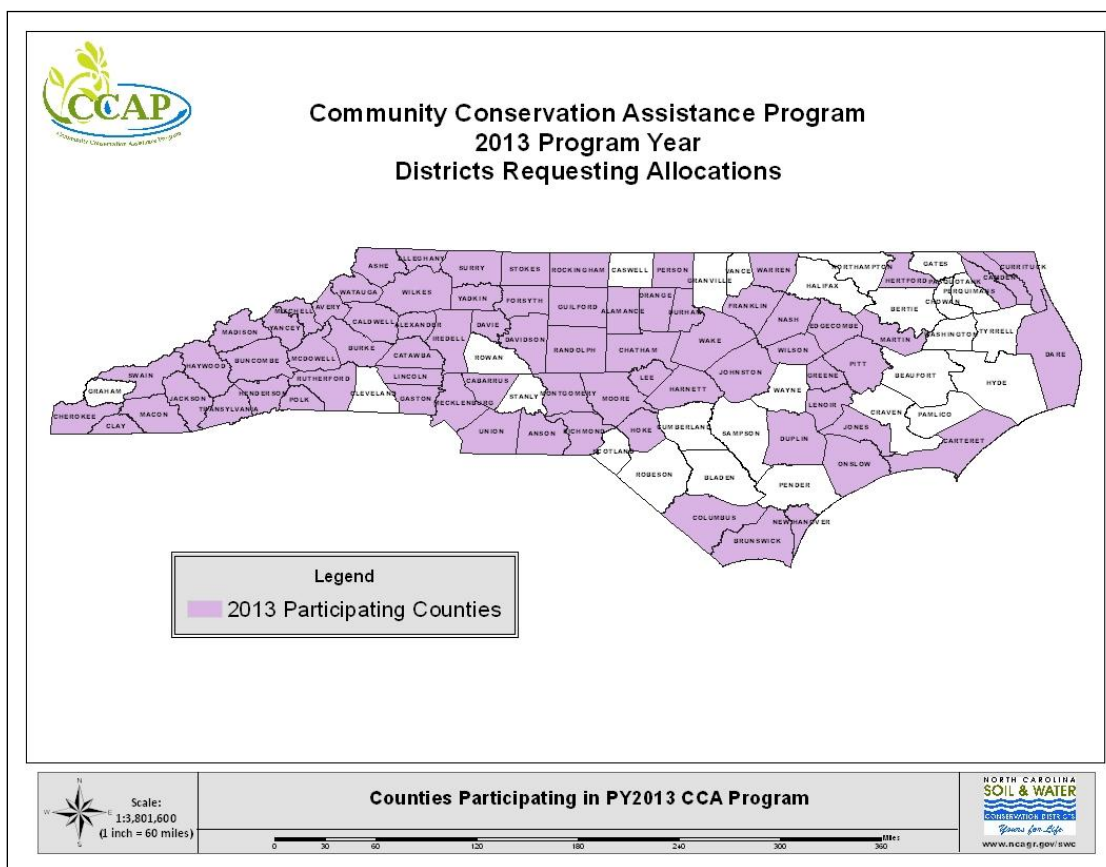 CCAP
Community Conservation Assistance Program
Community Conservation Assistance Program
2013 Program Year
Districts Requesting Allocations
ASHE
ALLEGHANY
SURRY
STOKES
ROCKINGHAM
CASWELL
PERSON
GRANVILLE
VANCE
WARREN
NORTHAMPTON
GATES
CURRITUCK
CAMDEN
PASQUOTANK
HERTFORD
HALIFAX
PERQUIMANS
CHOWAN
WATAUGA
WILKES
YADKIN
FORSYTH
GUILFORD
ALAMANCE
ORANGE
DURHAM
FRANKLIN
NASH
EDGECOMBE
BERTIE
MITCHELL
AVERY
CALDWELL
ALEXANDER
IREDELL
DAVIE
DAVIDSON
WASHINGTON
TYRRELL
MARTIN
MADISON
YANCEY
BURKE
CATAWBA
ROWAN
RANDOLPH
CHATHAM
WAKE
WILSON
PITT
DARE
BUNCOMBE
MCDOWELL
HAYWOOD
SWAIN
RUTHERFORD
LINCOLN
CABARRUS
LEE
JOHNSTON
GREENE
BEAUFORT
HYDE
GRAHAM
JACKSON
HENDERSON
POLK
CLEVELAND
GASTON
MECKLENBURG
STANLY
MONTGOMERY
MOORE
HARNETT
WAYNE
LENOIR
CRAVEN
PAMLICO
CHEROKEE
CLAY
MACON
TRANSYLVANIA
UNION
ANSON
RICHMOND
HOKE
CUMBERLAND
SAMPSON
DUPLIN
JONES
CARTERET
SCOTLAND
ROBESON
BLADEN
PENDER
ONSLOW
COLUMBUS
NEW HANOVER
BRUNSWICK
Legend
2013 Participating Counties
N
W E
S
Scale:
1:3,801,600
(1 inch = 60 miles)
Counties Participating in PY2013 CCA Program
Miles
0 30 60 120 180 240 300 360
NORTH CAROLINA
SOIL & WATER
CONSERVATION DISTRICTS
Yours for Life
www.ncagr.gov/swc